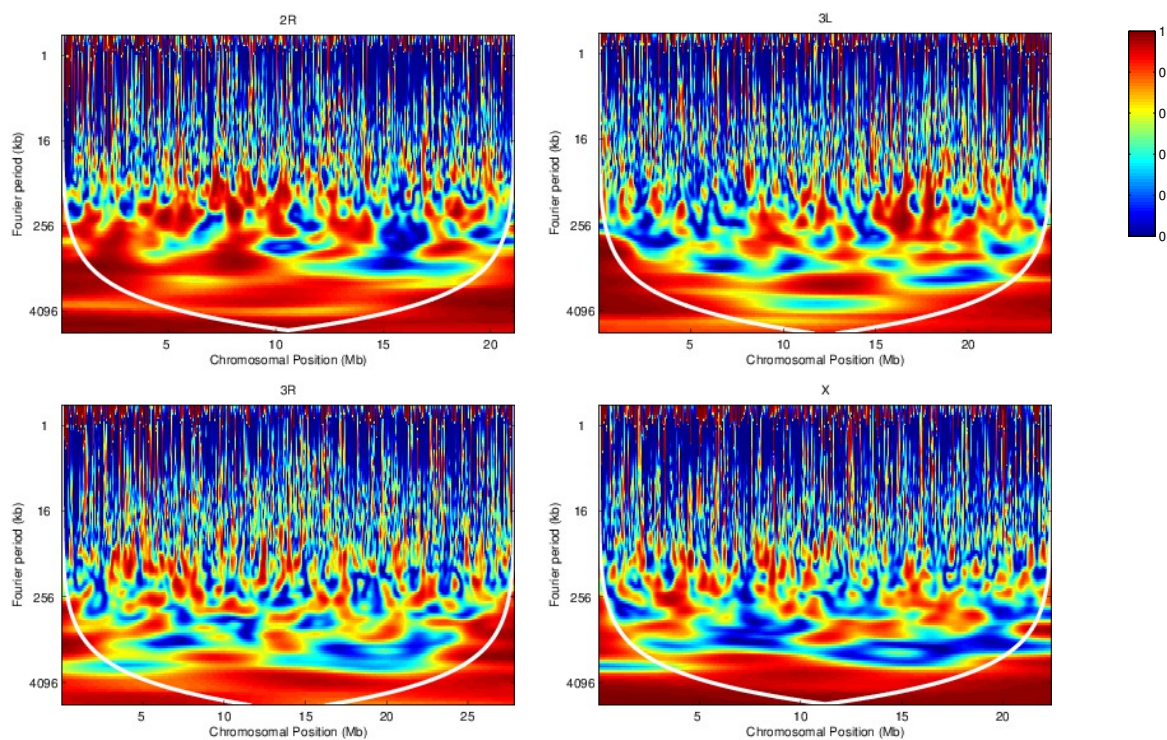 2R
1
16
256
4096
Fourier period (kb)
5 10 15 20
Chromosomal Position (Mb)
3L
1
16
256
4096
Fourier period (kb)
5 10 15 20
Chromosomal Position (Mb)
1
0
0
0
0
0
3R
1
16
256
4096
Fourier period (kb)
5 10 15 20 25
Chromosomal Position (Mb)
X
1
16
256
4096
Fourier period (kb)
5 10 15 20
Chromosomal Position (Mb)